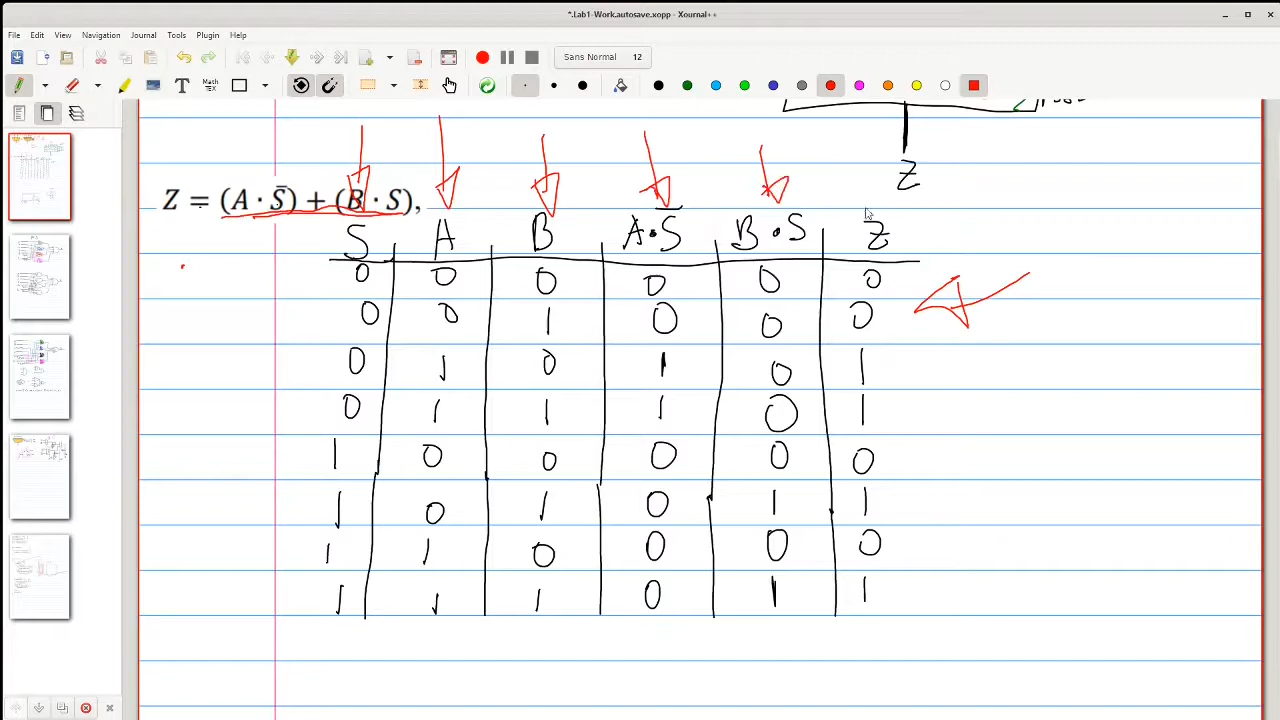 *.Lab1-Work.autosave.xopp - Xournal++
File Edit View Navigation Journal Tools Plugin Help
Sans Normal 12
T Math
Z
Z = (A · S̄) + (B · S),
S A B A·S̄ B·S Z
0 0 0 0 0 0
0 0 1 0 0 0
0 1 0 1 0 1
0 1 1 1 0 1
1 0 0 0 0 0
1 0 1 0 1 1
1 1 0 0 0 0
1 1 1 0 1 1